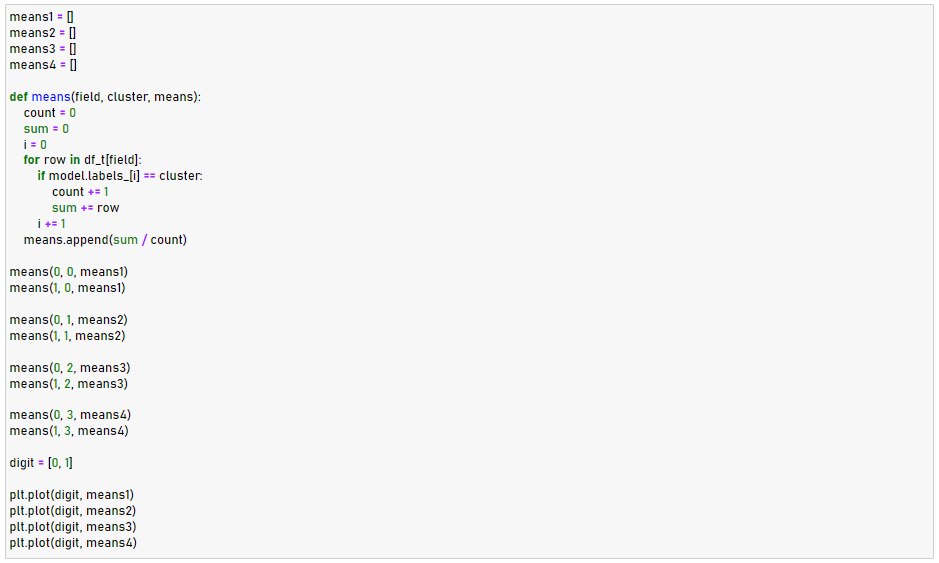 means1 = []
means2 = []
means3 = []
means4 = []
def means(field, cluster, means):
    count = 0
    sum = 0
    i = 0
    for row in df_t[field]:
        if model.labels_[i] == cluster:
            count += 1
            sum += row
        i += 1
    means.append(sum / count)
means(0, 0, means1)
means(1, 0, means1)
means(0, 1, means2)
means(1, 1, means2)
means(0, 2, means3)
means(1, 2, means3)
means(0, 3, means4)
means(1, 3, means4)
digit = [0, 1]
plt.plot(digit, means1)
plt.plot(digit, means2)
plt.plot(digit, means3)
plt.plot(digit, means4)